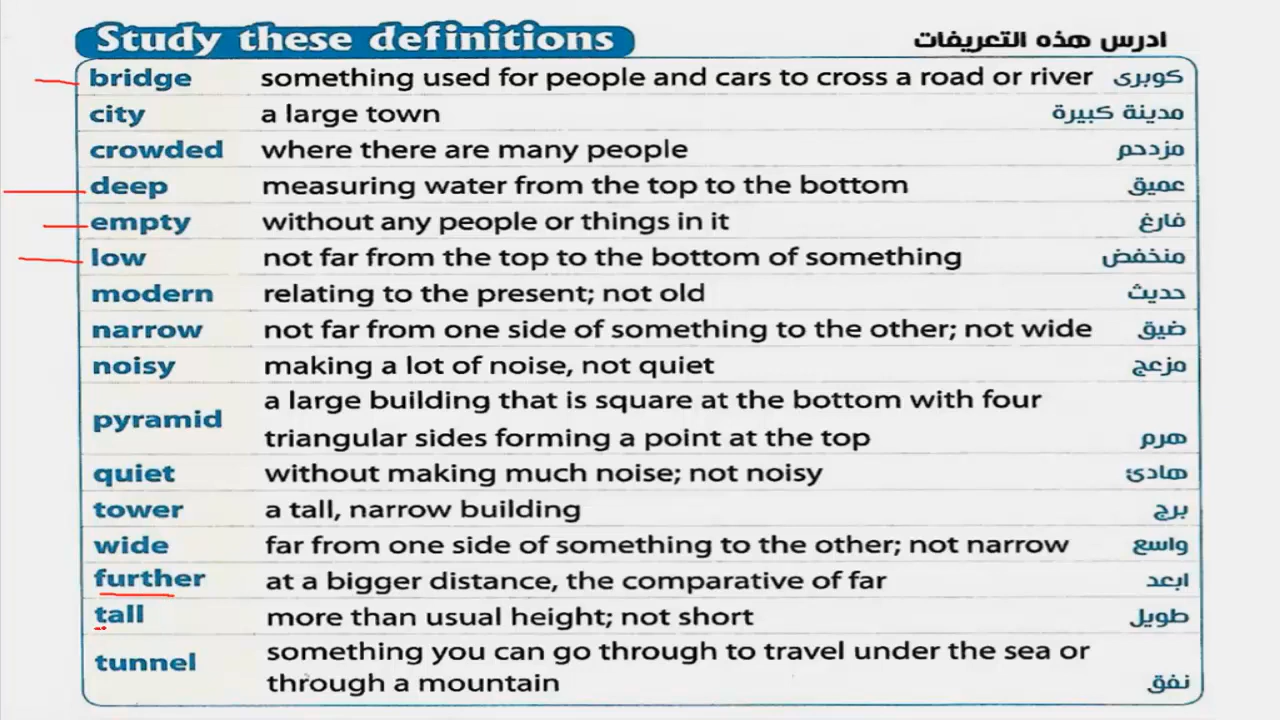 Study these definitions ادرس هذه التعريفات
bridge something used for people and cars to cross a road or river كوبرى
city a large town مدينة كبيرة
crowded where there are many people مزدحم
deep measuring water from the top to the bottom عميق
empty without any people or things in it فارغ
low not far from the top to the bottom of something منخفض
modern relating to the present; not old حديث
narrow not far from one side of something to the other; not wide ضيق
noisy making a lot of noise, not quiet مزعج
pyramid a large building that is square at the bottom with four
triangular sides forming a point at the top هرم
quiet without making much noise; not noisy هادئ
tower a tall, narrow building برج
wide far from one side of something to the other; not narrow واسع
further at a bigger distance, the comparative of far ابعد
tall more than usual height; not short طويل
tunnel something you can go through to travel under the sea or
through a mountain نفق